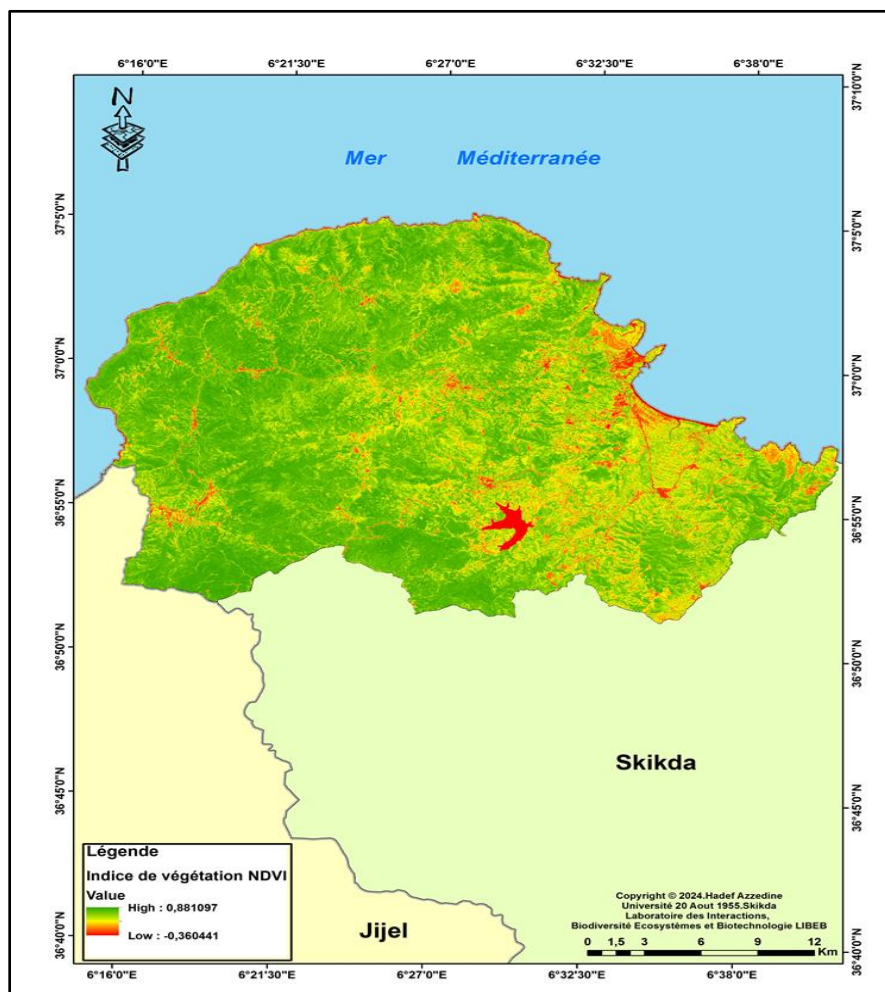 6°16'0"E 6°21'30"E 6°27'0"E 6°32'30"E 6°38'0"E
37°10'0"N
N
Mer Méditerranée
37°5'0"N
37°5'0"N
37°0'0"N
37°0'0"N
36°55'0"N
36°55'0"N
36°50'0"N
36°50'0"N
Skikda
36°45'0"N
36°45'0"N
Légende
Indice de végétation NDVI
Value
High : 0,881097
Low : -0,360441
Jijel
Copyright © 2024.Hadef Azzedine
Université 20 Aout 1955.Skikda
Laboratoire des Interactions,
Biodiversité Ecosystèmes et Biotechnologie LIBEB
0 1,5 3 6 9 12
Km
36°40'0"N
36°40'0"N
6°16'0"E 6°21'30"E 6°27'0"E 6°32'30"E 6°38'0"E